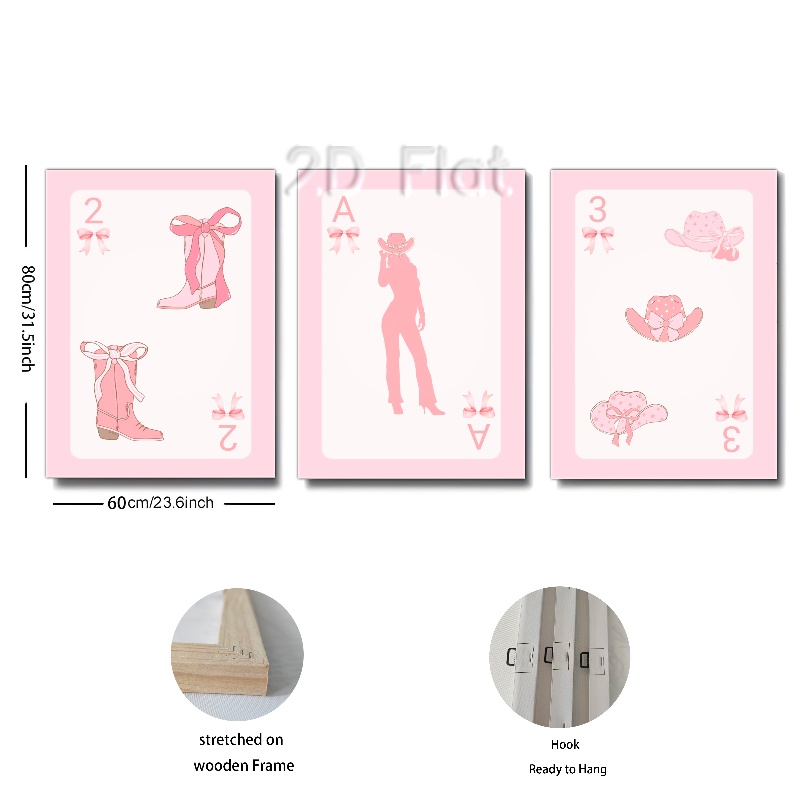 2D Flat
2
A
3
80cm/31.5inch
2
A
3
60cm/23.6inch
stretched on
wooden Frame
Hook
Ready to Hang